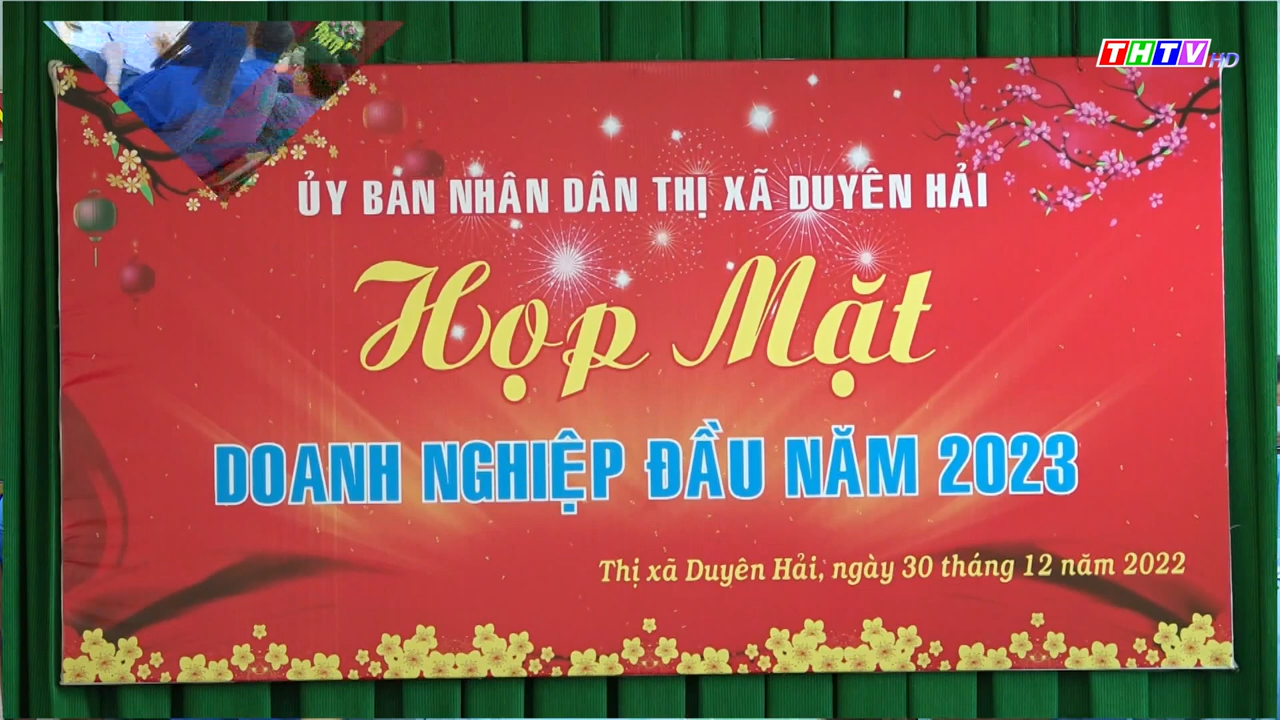 THTV HD
ỦY BAN NHÂN DÂN THỊ XÃ DUYÊN HẢI
Họp Mặt
DOANH NGHIỆP ĐẦU NĂM 2023
Thị xã Duyên Hải, ngày 30 tháng 12 năm 2022